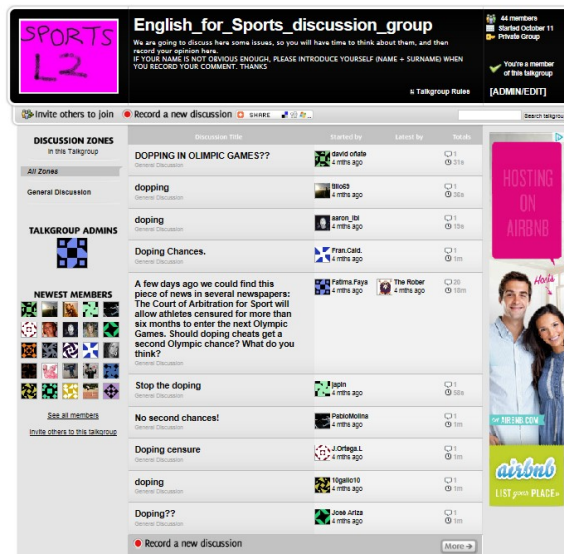 SPORTS
L2
English_for_Sports_discussion_group
We are going to discuss here some issues, so you will have time to think about them, and then
record your opinion here.
IF YOUR NAME IS NOT OBVIOUS ENOUGH, PLEASE INTRODUCE YOURSELF (NAME + SURNAME) WHEN
YOU RECORD YOUR COMMENT. THANKS
Talkgroup Rules
44 members
Started October 11
Private Group
You're a member
of this talkgroup
[ADMIN/EDIT]
Invite others to join
Record a new discussion
SHARE
Search talkgrou
DISCUSSION ZONES
In this Talkgroup
All Zones
General Discussion
TALKGROUP ADMINS
NEWEST MEMBERS
See all members
Invite others to this talkgroup
Discussion Title Started by Latest by Totals
DOPPING IN OLIMPIC GAMES??
General Discussion
david oñate
4 mths ago
1
31s
dopping
General Discussion
4 mths ago
1
doping
General Discussion
aaron_ibi
4 mths ago
1
Doping Chances.
General Discussion
Fran.Cald.
4 mths ago
1
1m
A few days ago we could find this
piece of news in several newspapers:
The Court of Arbitration for Sport will
allow athletes censured for more than
six months to enter the next Olympic
Games. Should doping cheats get a
second Olympic chance? What do you
think?
General Discussion
Fatima.Faya
4 mths ago
The Rober
4 mths ago
20
18m
Stop the doping
General Discussion
japin
4 mths ago
1
No second chances!
General Discussion
PabloMolina
4 mths ago
1
1m
Doping censure
General Discussion
J.Ortega.L
4 mths ago
1
1m
doping
General Discussion
10gallo10
4 mths ago
1
1m
Doping??
General Discussion
José Ariza
4 mths ago
1
1m
Record a new discussion
More
HOSTING
ON
AIRBNB
Hosts
AIRBNB.COM
airbnb
LIST your PLACE»